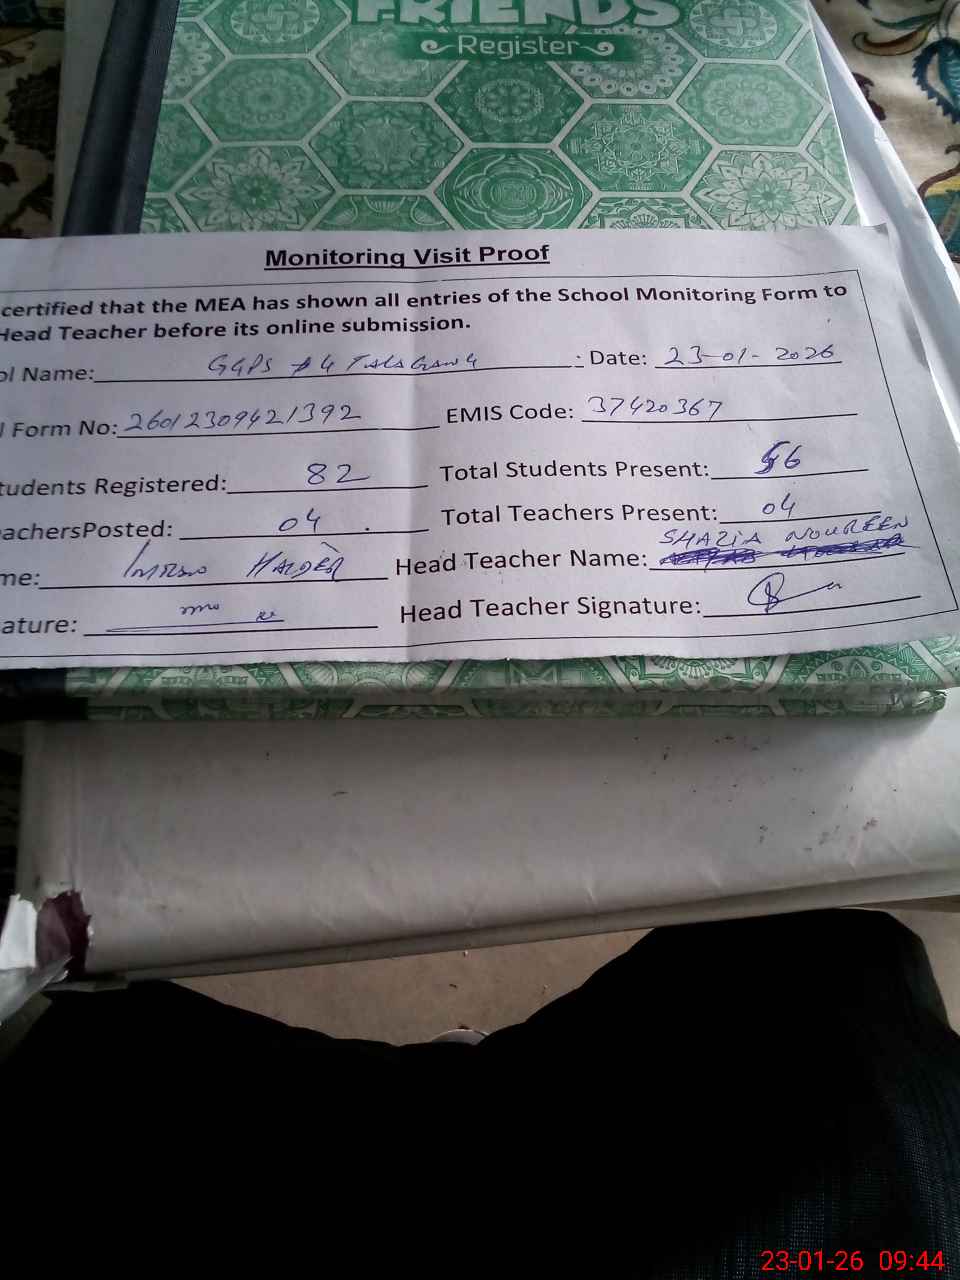 FRIENDS
Register
Monitoring Visit Proof
certified that the MEA has shown all entries of the School Monitoring Form to
Head Teacher before its online submission.
ol Name: GGPS #4 TALAGANG : Date: 23-01-2026
l Form No: 26012309421392 EMIS Code: 37420367
tudents Registered: 82 Total Students Present: 56
eachersPosted: 04 . Total Teachers Present: 04
SHAZIA NOUREEN
me: IMRAN HAIDER Head Teacher Name:
ature: Head Teacher Signature:
23-01-26 09:44